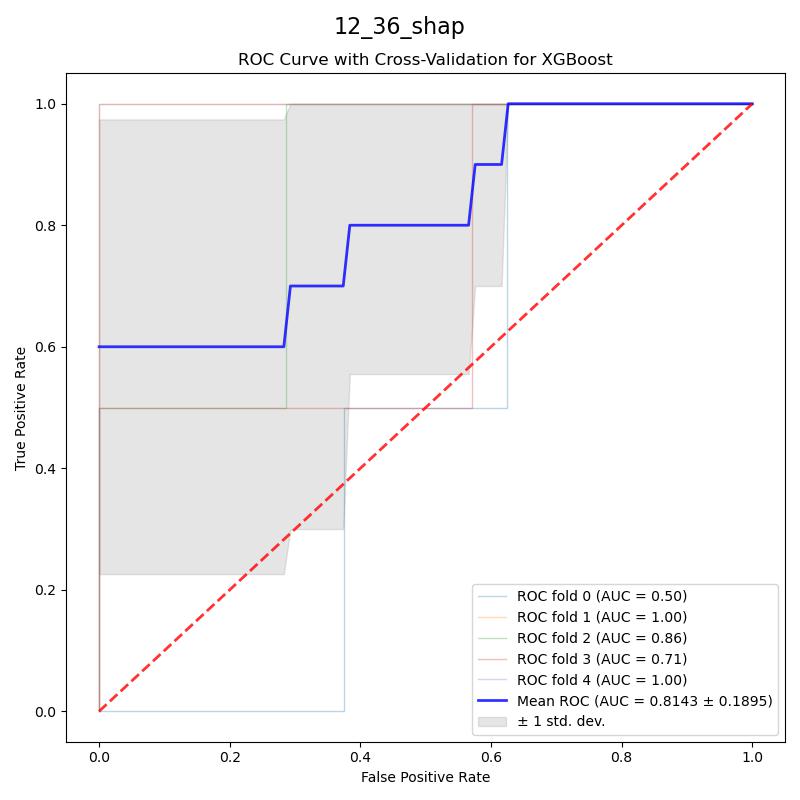 12_36_shap
ROC Curve with Cross-Validation for XGBoost
True Positive Rate
1.0
0.8
0.6
0.4
0.2
0.0
ROC fold 0 (AUC = 0.50)
ROC fold 1 (AUC = 1.00)
ROC fold 2 (AUC = 0.86)
ROC fold 3 (AUC = 0.71)
ROC fold 4 (AUC = 1.00)
Mean ROC (AUC = 0.8143 ± 0.1895)
± 1 std. dev.
0.0 0.2 0.4 0.6 0.8 1.0
False Positive Rate